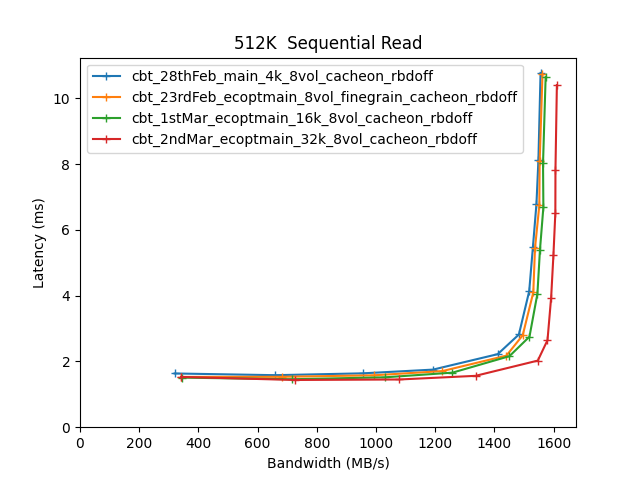 512K  Sequential Read
cbt_28thFeb_main_4k_8vol_cacheon_rbdoff
cbt_23rdFeb_ecoptmain_8vol_finegrain_cacheon_rbdoff
cbt_1stMar_ecoptmain_16k_8vol_cacheon_rbdoff
cbt_2ndMar_ecoptmain_32k_8vol_cacheon_rbdoff
Latency (ms)
10
8
6
4
2
0
0 200 400 600 800 1000 1200 1400 1600
Bandwidth (MB/s)